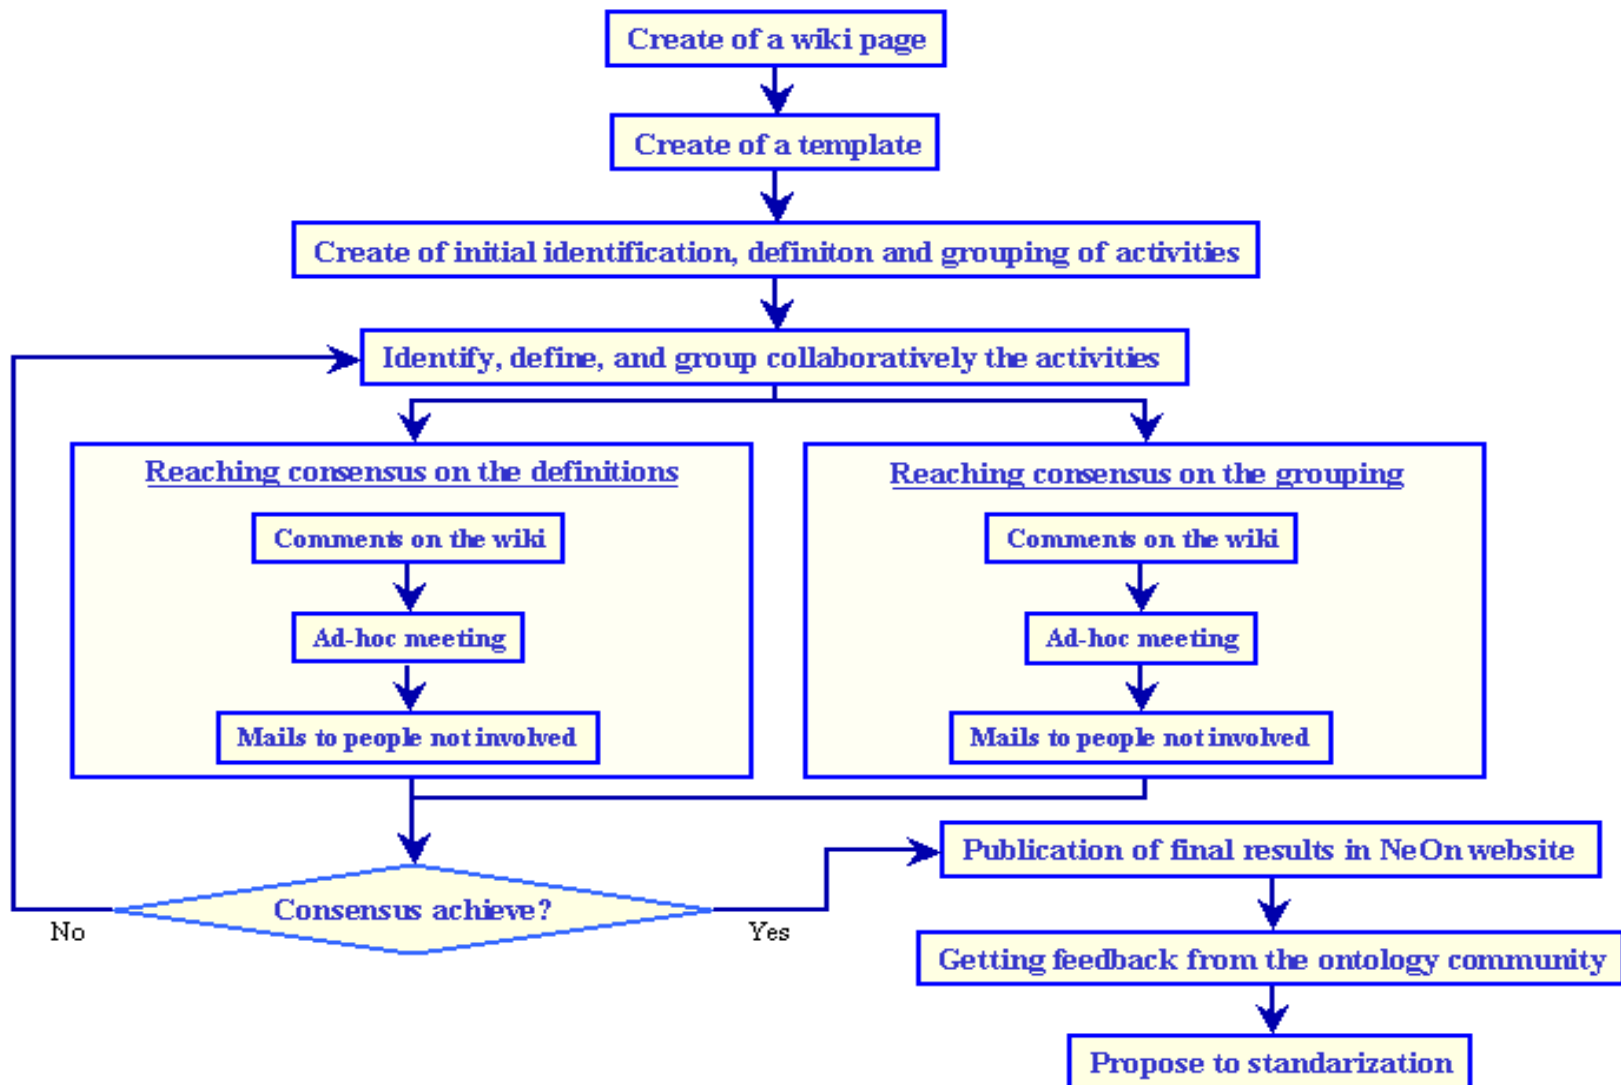 Create of a wiki page
Create of a template
Create of initial identification, definiton and grouping of activities
Identify, define, and group collaboratively the activities
Reaching consensus on the definitions
Comments on the wiki
Ad-hoc meeting
Mails to people not involved
Reaching consensus on the grouping
Comments on the wiki
Ad-hoc meeting
Mails to people not involved
Consensus achieve?
No
Yes
Publication of final results in NeOn website
Getting feedback from the ontology community
Propose to standarization